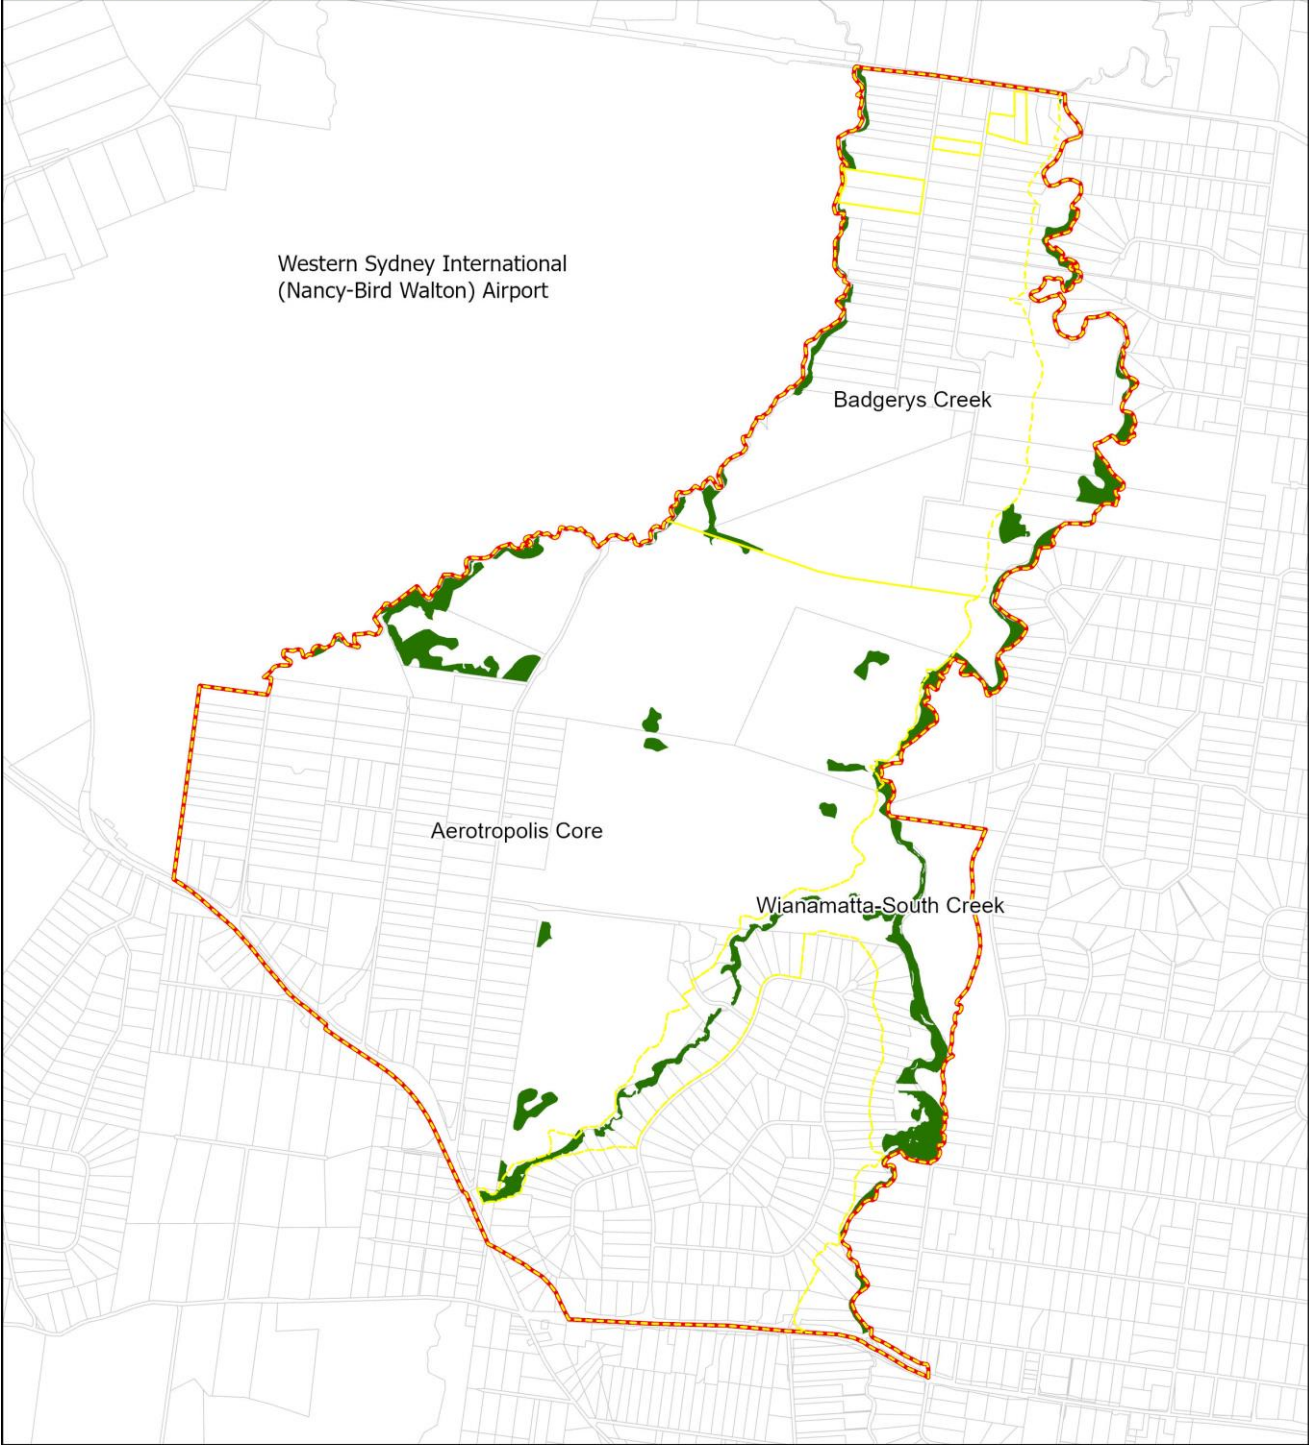 Western Sydney International
(Nancy-Bird Walton) Airport
Badgerys Creek
Aerotropolis Core
Wianamatta-South Creek